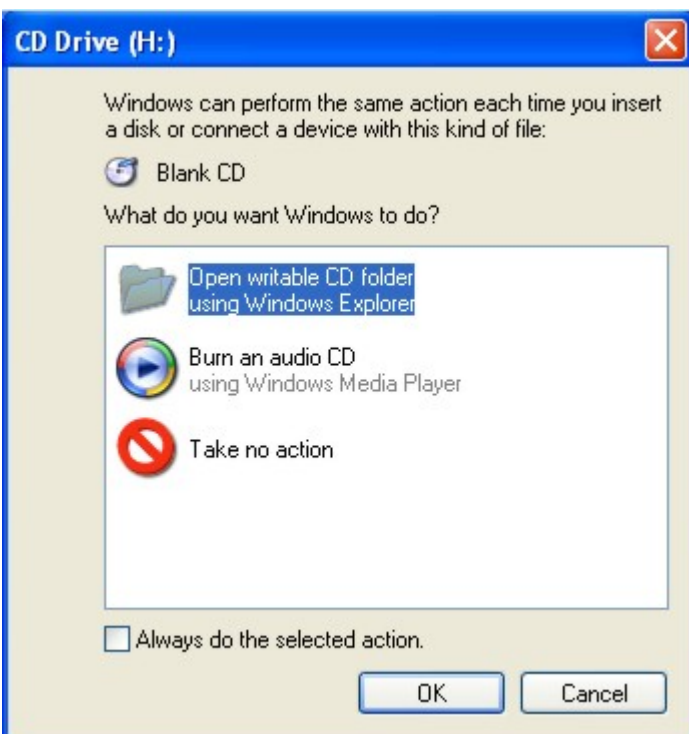 CD Drive (H:)
Windows can perform the same action each time you insert
a disk or connect a device with this kind of file:
Blank CD
What do you want Windows to do?
Open writable CD folder
using Windows Explorer
Burn an audio CD
using Windows Media Player
Take no action
Always do the selected action.
OK
Cancel